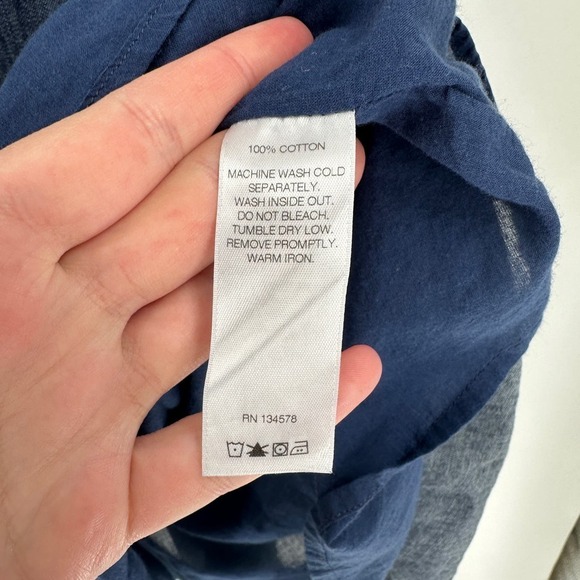 100% COTTON
MACHINE WASH COLD
SEPARATELY.
WASH INSIDE OUT.
DO NOT BLEACH.
TUMBLE DRY LOW.
REMOVE PROMPTLY.
WARM IRON.
RN 134578